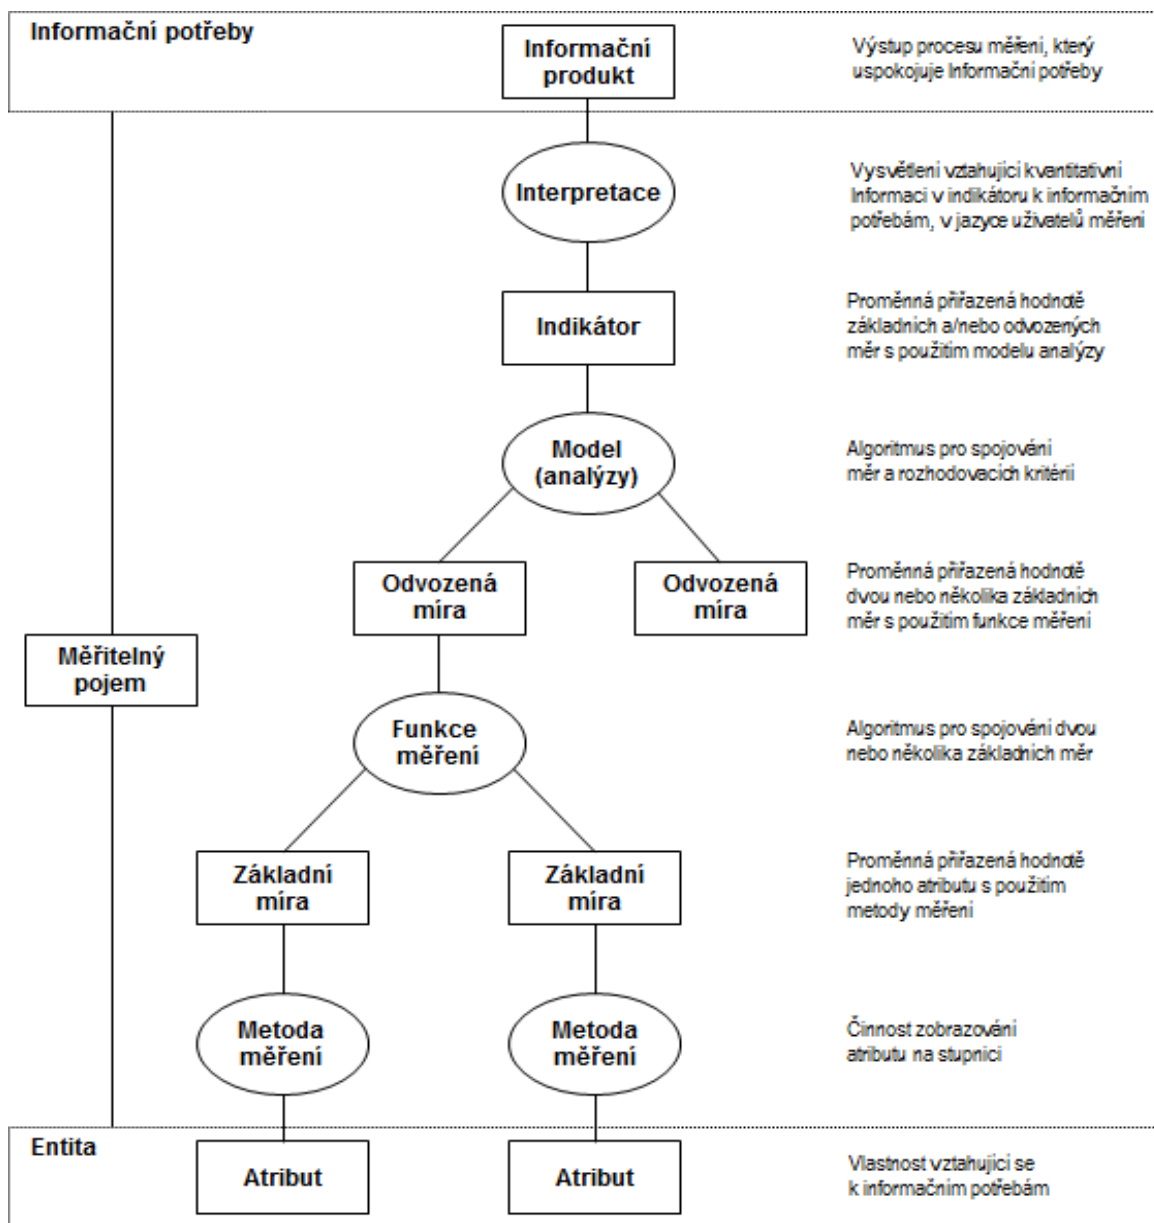 Informační potřeby
Informační
produkt
Výstup procesu měření, který
uspokojuje Informační potřeby
Interpretace
Vysvětlení vztahující kvantitativní
Informaci v indikátoru k informačním
potřebám, v jazyce uživatelů měření
Indikátor
Proměnná přiřazená hodnotě
základních a/nebo odvozených
měr s použitím modelu analýzy
Model
(analýzy)
Algoritmus pro spojování
měr a rozhodovacích kritérií
Odvozená
míra
Odvozená
míra
Proměnná přiřazená hodnotě
dvou nebo několika základních
měr s použitím funkce měření
Měřitelný
pojem
Funkce
měření
Algoritmus pro spojování dvou
nebo několika základních měr
Základní
míra
Základní
míra
Proměnná přiřazená hodnotě
jednoho atributu s použitím
metody měření
Metoda
měření
Metoda
měření
Činnost zobrazování
atributu na stupnici
Entita
Atribut
Atribut
Vlastnost vztahující se
k informačním potřebám